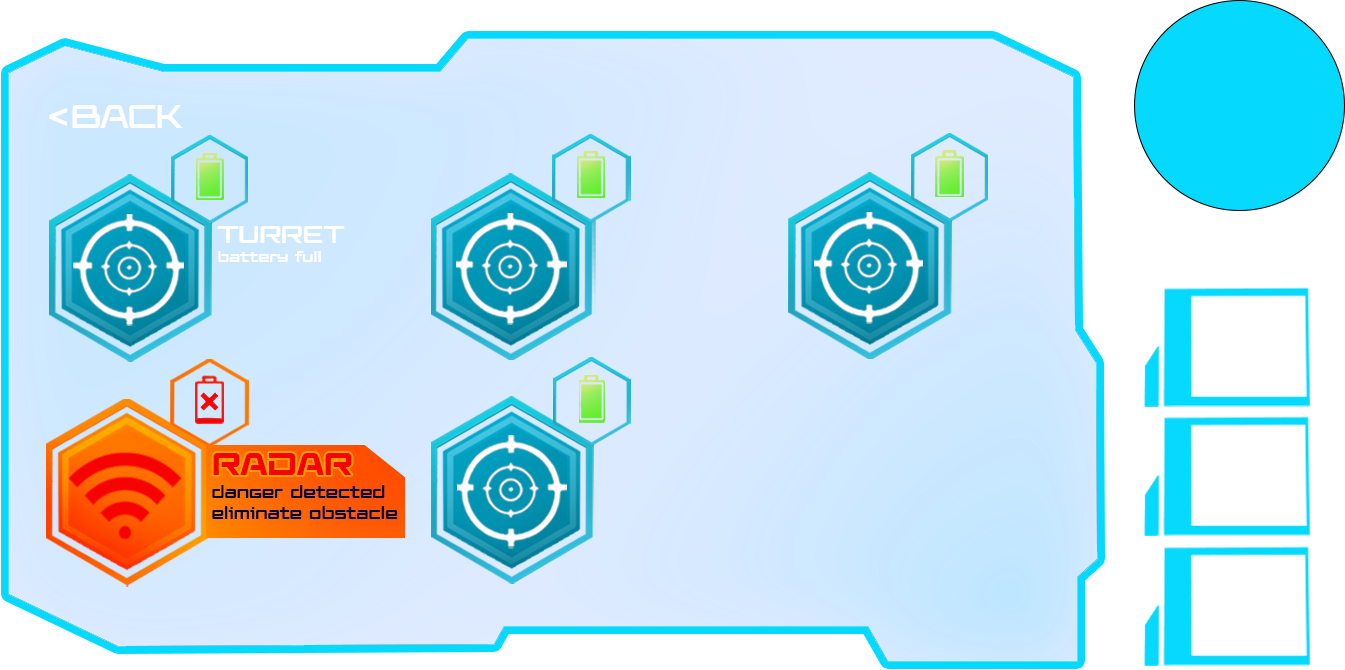 <BACK
TURRET
battery full
RADAR
danger detected
eliminate obstacle